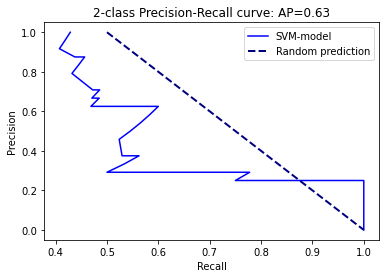 2-class Precision-Recall curve: AP=0.63
SVM-model
Random prediction
Precision
1.0
0.8
0.6
0.4
0.2
0.0
0.4 0.5 0.6 0.7 0.8 0.9 1.0
Recall